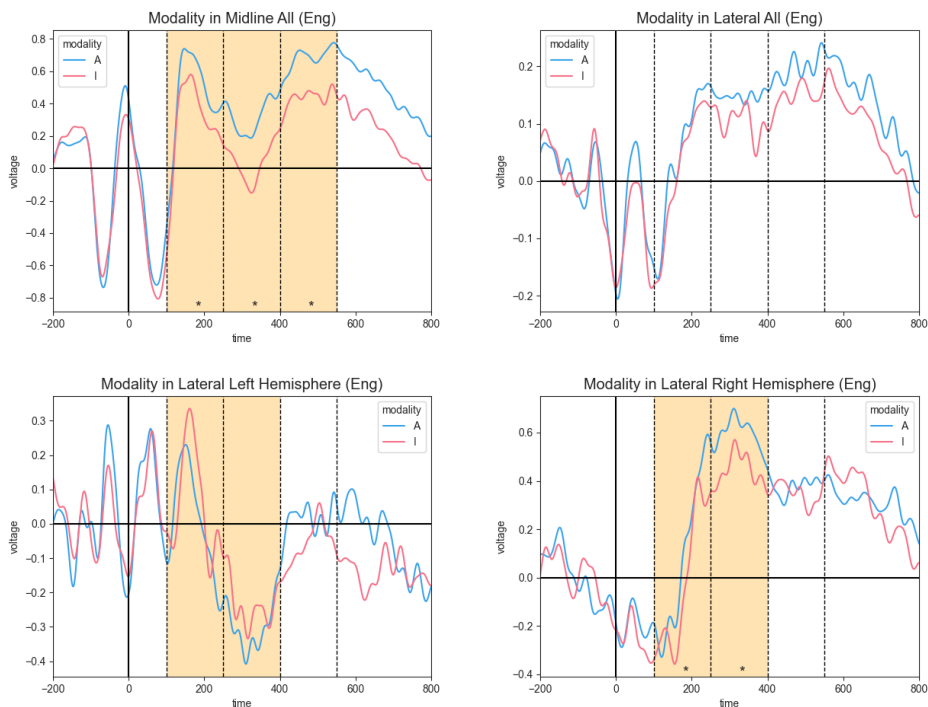 Modality in Midline All (Eng)
modality
A
I
voltage
0.8
0.6
0.4
0.2
0.0
−0.2
−0.4
−0.6
−0.8
* * *
−200 0 200 400 600 800
time
Modality in Lateral All (Eng)
modality
A
I
voltage
0.2
0.1
0.0
−0.1
−0.2
−200 0 200 400 600 800
time
Modality in Lateral Left Hemisphere (Eng)
modality
A
I
voltage
0.3
0.2
0.1
0.0
−0.1
−0.2
−0.3
−0.4
−200 0 200 400 600 800
time
Modality in Lateral Right Hemisphere (Eng)
modality
A
I
voltage
0.6
0.4
0.2
0.0
−0.2
−0.4
* *
−200 0 200 400 600 800
time